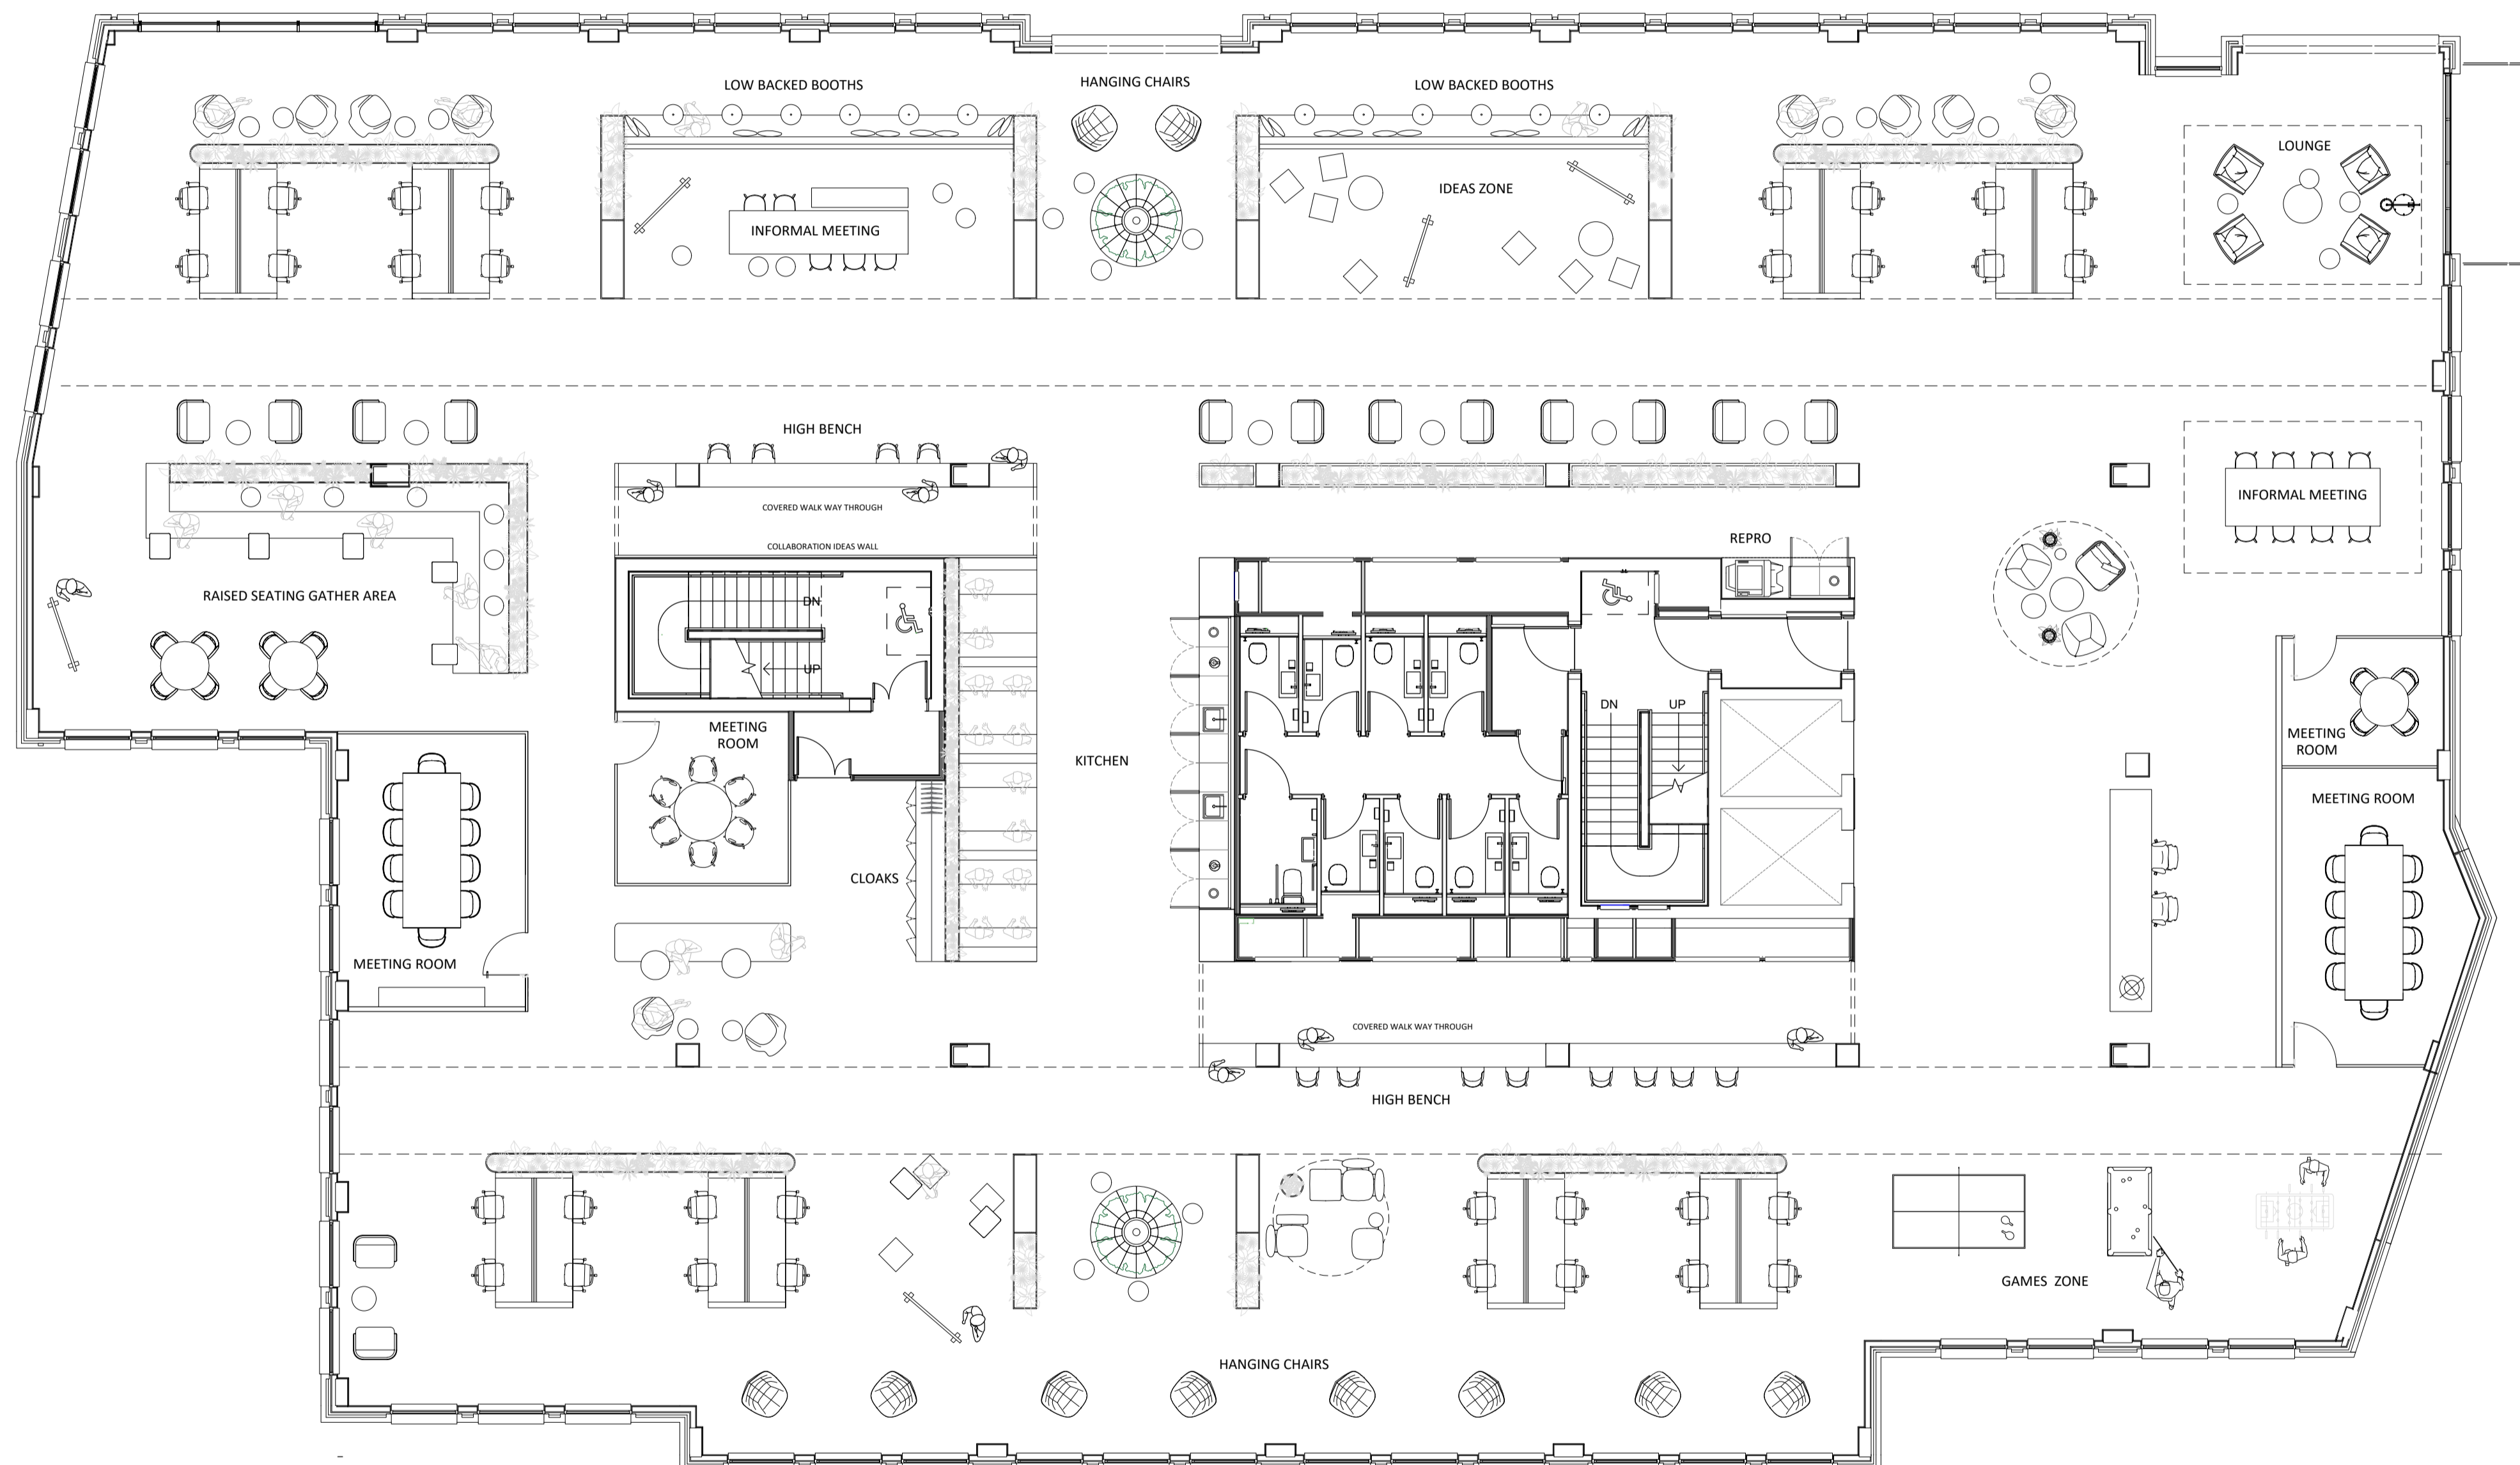 LOW BACKED BOOTHS
HANGING CHAIRS
LOW BACKED BOOTHS
LOUNGE
IDEAS ZONE
INFORMAL MEETING
HIGH BENCH
INFORMAL MEETING
COVERED WALK WAY THROUGH
COLLABORATION IDEAS WALL
REPRO
RAISED SEATING GATHER AREA
DN
UP
DN
UP
MEETING
ROOM
MEETING
ROOM
KITCHEN
MEETING ROOM
CLOAKS
MEETING ROOM
COVERED WALK WAY THROUGH
HIGH BENCH
GAMES ZONE
HANGING CHAIRS